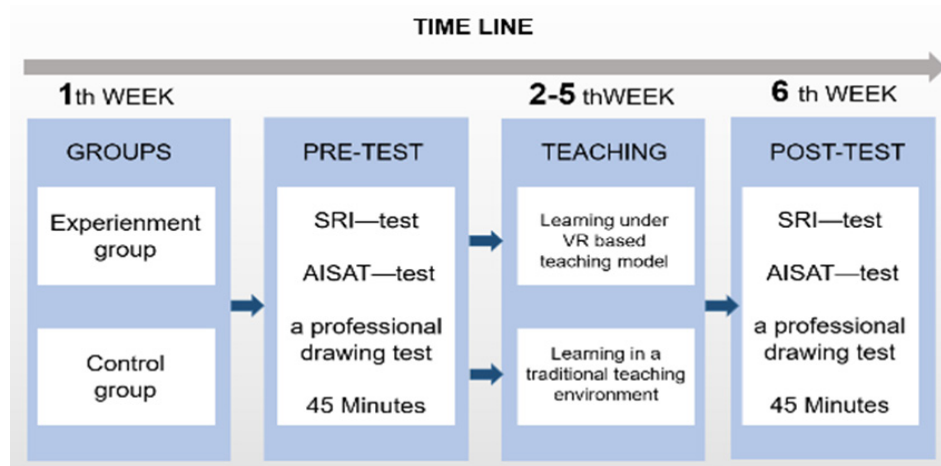 TIME LINE
1th WEEK
2-5 thWEEK
6 th WEEK
GROUPS
Experienment
group
Control
group
PRE-TEST
SRI—test
AISAT—test
a professional
drawing test
45 Minutes
TEACHING
Learning under
VR based
teaching model
Learning in a
traditional teaching
environment
POST-TEST
SRI—test
AISAT—test
a professional
drawing test
45 Minutes